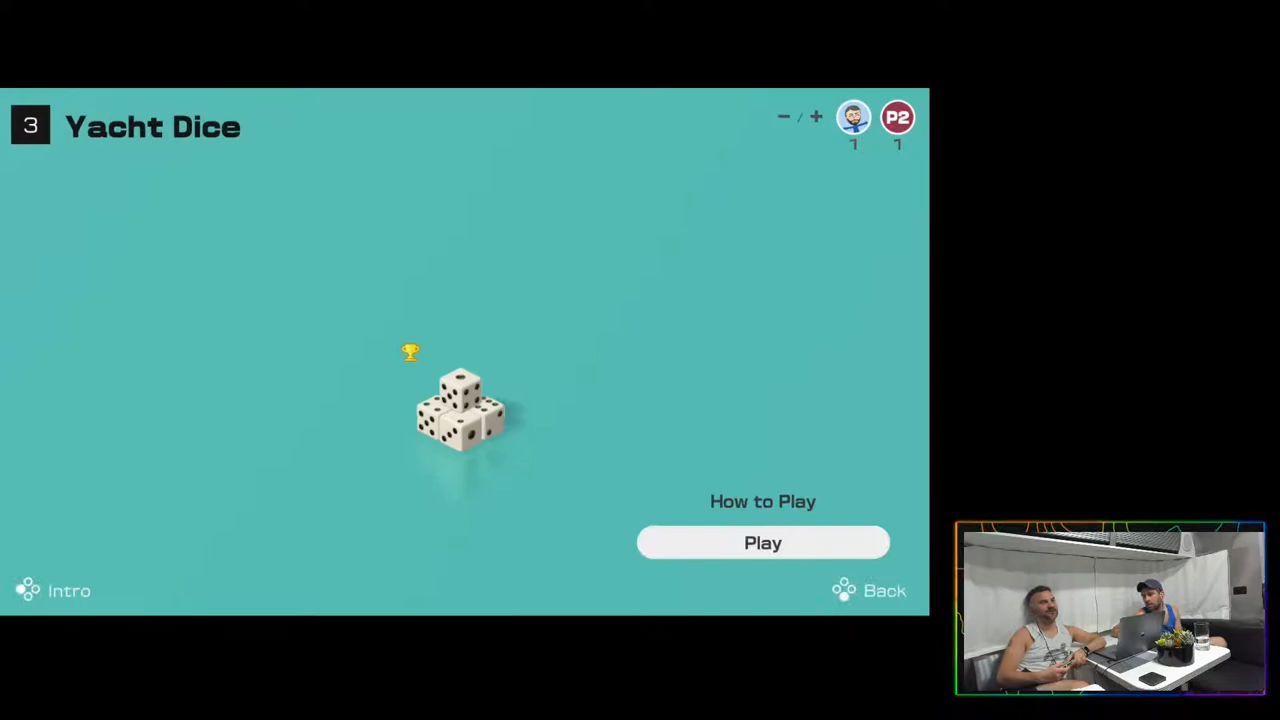 3 Yacht Dice
− / + P2
1 1
How to Play
Play
Intro
Back